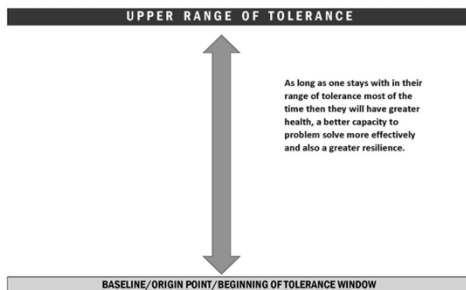 UPPER RANGE OF TOLERANCE
As long as one stays with in their
range of tolerance most of the
time then they will have greater
health, a better capacity to
problem solve more effectively
and also a greater resilience.
BASELINE/ORIGIN POINT/BEGINNING OF TOLERANCE WINDOW